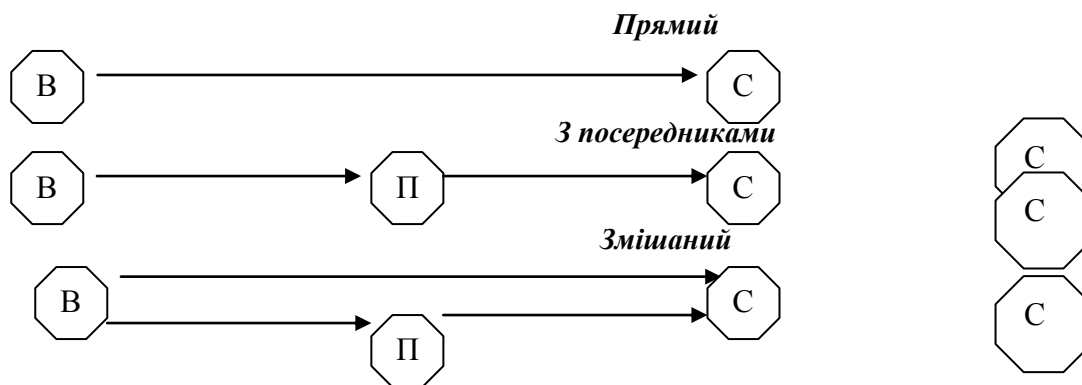 Прямий
В С
З посередниками
В П С
С
С
Змішаний
В С
П
С